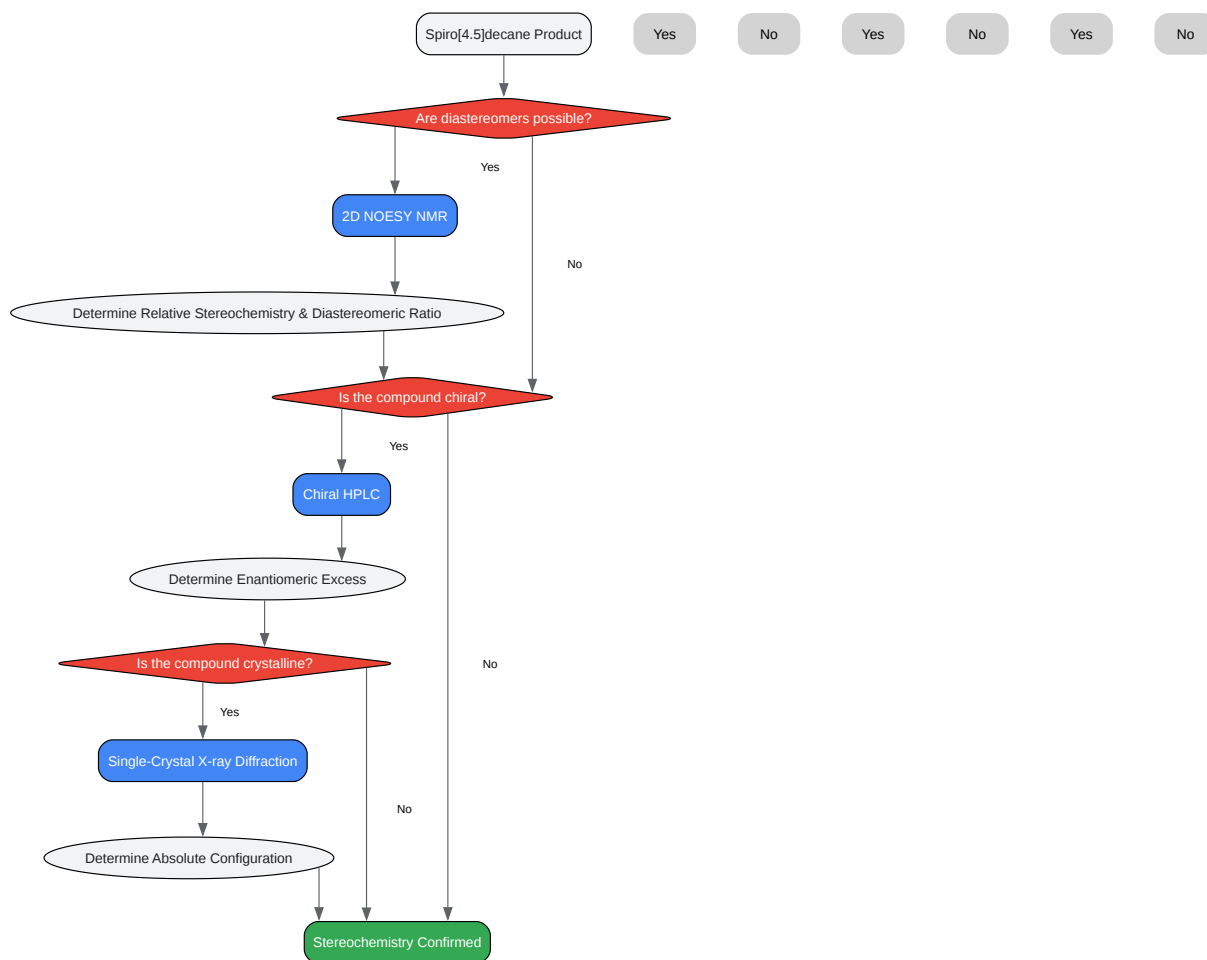 Spiro[4.5]decane Product
Yes
No
Yes
No
Yes
No
Are diastereomers possible?
Yes
2D NOESY NMR
No
Determine Relative Stereochemistry & Diastereomeric Ratio
Is the compound chiral?
Yes
Chiral HPLC
Determine Enantiomeric Excess
Is the compound crystalline?
No
Yes
Single-Crystal X-ray Diffraction
No
Determine Absolute Configuration
Stereochemistry Confirmed